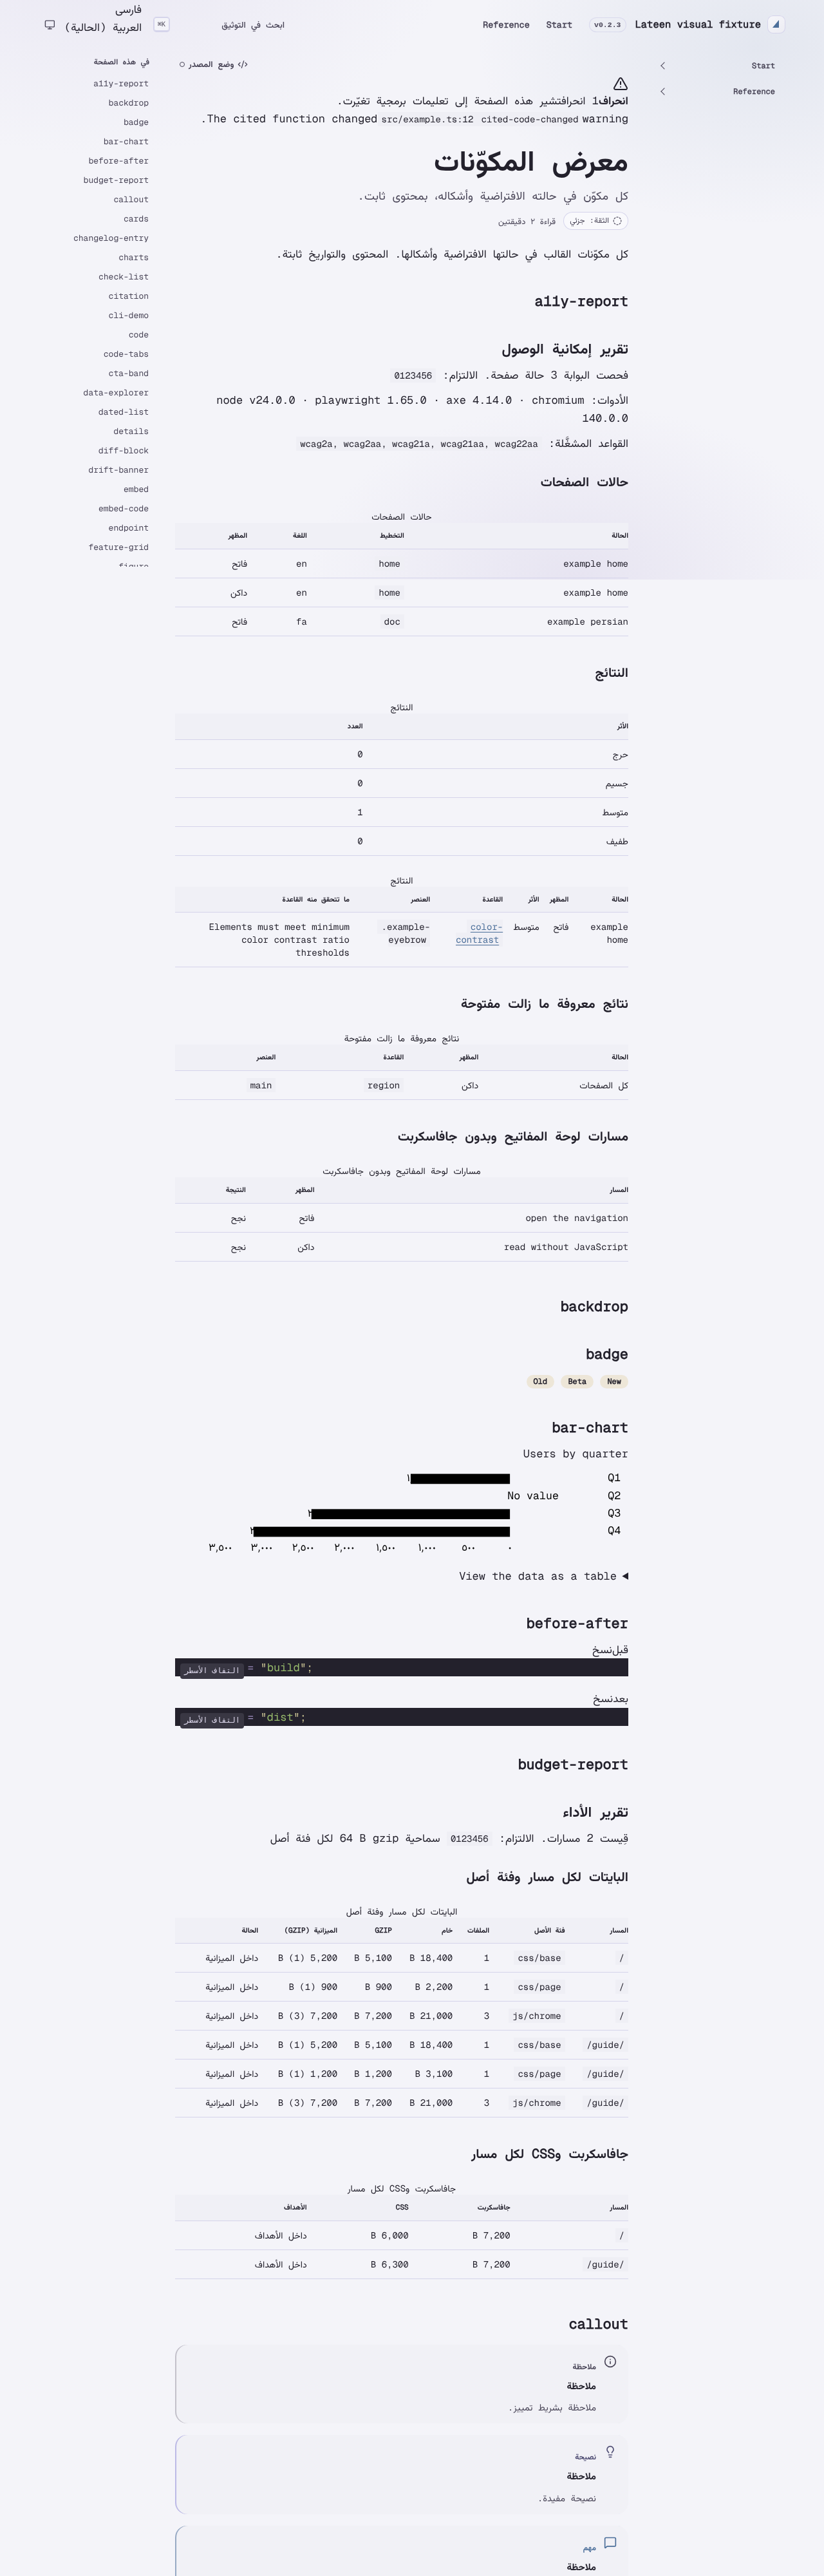 Lateen visual fixture
v0.2.3
Start
Reference
ابحث في التوثيق
⌘K
فارسی
العربية (الحالية)
Start
Reference
في هذه الصفحة
a11y-report
backdrop
badge
bar-chart
before-after
budget-report
callout
cards
changelog-entry
charts
check-list
citation
cli-demo
code
code-tabs
cta-band
data-explorer
dated-list
details
diff-block
drift-banner
embed
embed-code
endpoint
feature-grid
وضع المصدر
انحراف1 انحرافتشير هذه الصفحة إلى تعليمات برمجية تغيّرت.
warning cited-code-changed src/example.ts:12 The cited function changed.
معرض المكوّنات
كل مكوّن في حالته الافتراضية وأشكاله، بمحتوى ثابت.
الثقة: جزئي
قراءة ٢ دقيقتين
كل مكوّنات القالب في حالتها الافتراضية وأشكالها. المحتوى والتواريخ ثابتة.
a11y-report
تقرير إمكانية الوصول
فحصت البوابة 3 حالة صفحة. الالتزام: 0123456
الأدوات: node v24.0.0 · playwright 1.65.0 · axe 4.14.0 · chromium
140.0.0
القواعد المشغَّلة: wcag2a, wcag2aa, wcag21a, wcag21aa, wcag22aa
حالات الصفحات
حالات الصفحات
الحالة التخطيط اللغة المظهر
example home home en فاتح
example home home en داكن
example persian doc fa فاتح
النتائج
النتائج
الأثر العدد
حرج 0
جسيم 0
متوسط 1
طفيف 0
النتائج
الحالة المظهر الأثر القاعدة العنصر ما تتحقق منه القاعدة
example home فاتح متوسط color-contrast .example-eyebrow Elements must meet minimum color contrast ratio thresholds
نتائج معروفة ما زالت مفتوحة
نتائج معروفة ما زالت مفتوحة
الحالة المظهر القاعدة العنصر
كل الصفحات داكن region main
مسارات لوحة المفاتيح وبدون جافاسكربت
مسارات لوحة المفاتيح وبدون جافاسكربت
المسار المظهر النتيجة
open the navigation فاتح نجح
read without JavaScript داكن نجح
backdrop
badge
New Beta Old
bar-chart
Users by quarter
Q1
Q2 No value
Q3
Q4
٠ ٥٠٠ ١,٠٠٠ ١,٥٠٠ ٢,٠٠٠ ٢,٥٠٠ ٣,٠٠٠ ٣,٥٠٠
View the data as a table
before-after
قبلنسخ
= "build";
التفاف الأسطر
بعدنسخ
= "dist";
التفاف الأسطر
budget-report
تقرير الأداء
قِيست 2 مسارات. الالتزام: 0123456 سماحية 64 B gzip لكل فئة أصل
البايتات لكل مسار وفئة أصل
البايتات لكل مسار وفئة أصل
المسار فئة الأصل الملفات خام GZIP الميزانية (GZIP) الحالة
/ css/base 1 18,400 B 5,100 B 5,200 B (1) داخل الميزانية
/ css/page 1 2,200 B 900 B 900 B (1) داخل الميزانية
/ js/chrome 3 21,000 B 7,200 B 7,200 B (3) داخل الميزانية
/guide/ css/base 1 18,400 B 5,100 B 5,200 B (1) داخل الميزانية
/guide/ css/page 1 3,100 B 1,200 B 1,200 B (1) داخل الميزانية
/guide/ js/chrome 3 21,000 B 7,200 B 7,200 B (3) داخل الميزانية
جافاسكربت وCSS لكل مسار
جافاسكربت وCSS لكل مسار
المسار جافاسكربت CSS الأهداف
/ 7,200 B 6,000 B داخل الأهداف
/guide/ 7,200 B 6,300 B داخل الأهداف
callout
ملاحظة
ملاحظة
ملاحظة بشريط تمييز.
نصيحة
ملاحظة
نصيحة مفيدة.
مهم
ملاحظة